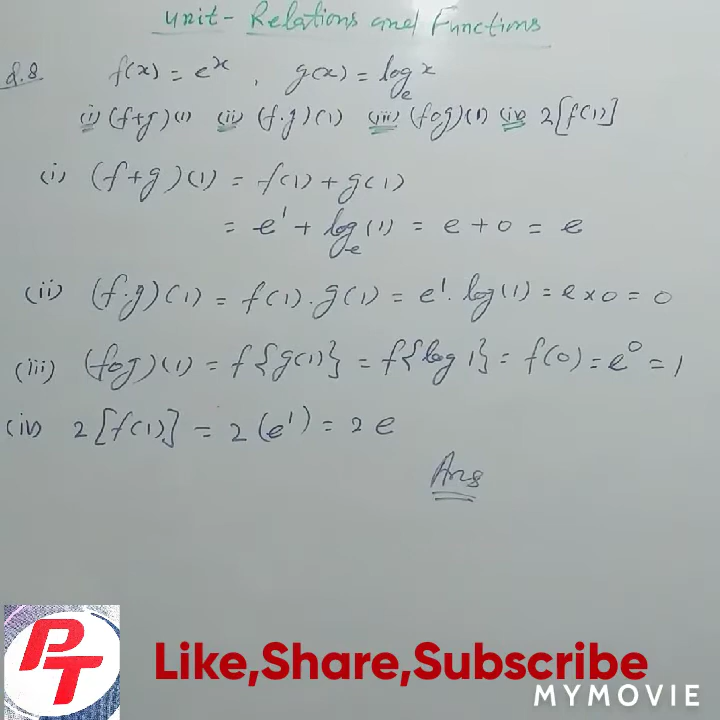 Unit - Relations and Functions
Q.8. f(x) = e^x , g(x) = log_e x
(i) (f+g)(1) (ii) (f·g)(1) (iii) (fog)(1) (iv) 2[f(1)]
(i) (f+g)(1) = f(1) + g(1)
= e^1 + log_e (1) = e + 0 = e
(ii) (f·g)(1) = f(1). g(1) = e^1. log(1) = e × 0 = 0
(iii) (fog)(1) = f{g(1)} = f{log 1} = f(0) = e^0 = 1
(iv) 2[f(1)] = 2(e^1) = 2e
Ans
PT
Like,Share,Subscribe
MYMOVIE